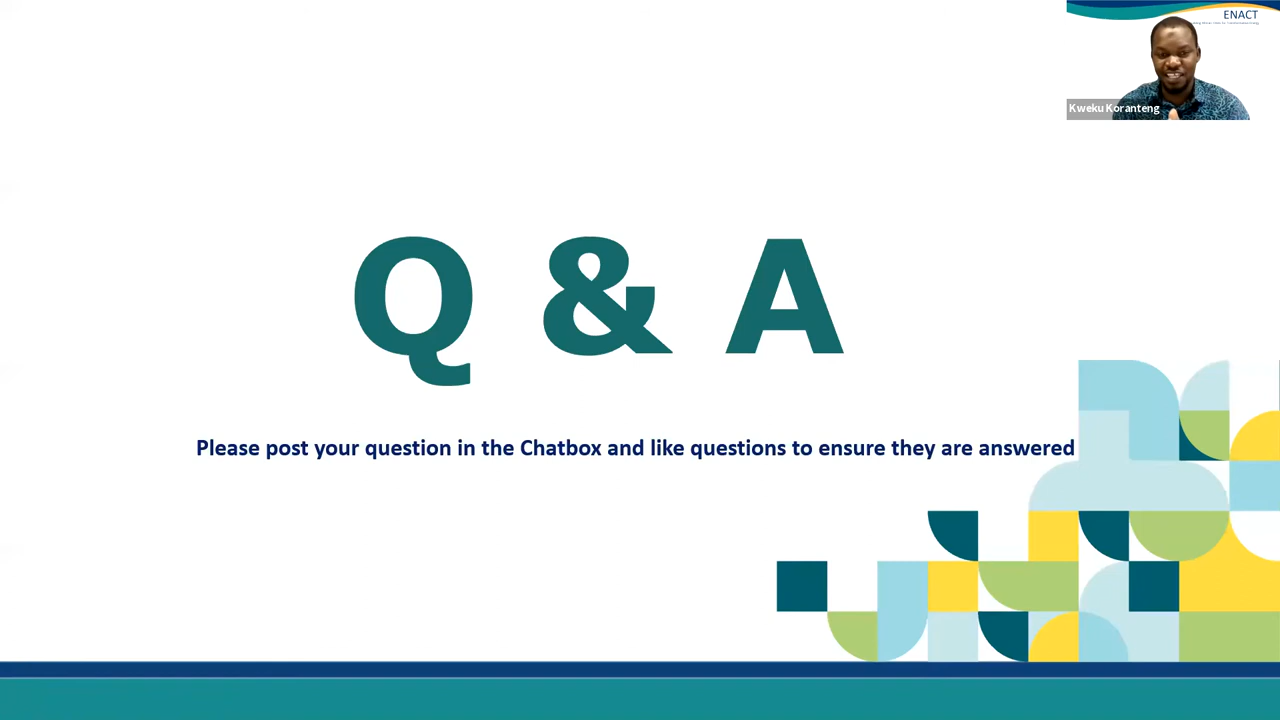 ENACT
Kweku Koranteng
Q & A
Please post your question in the Chatbox and like questions to ensure they are answered